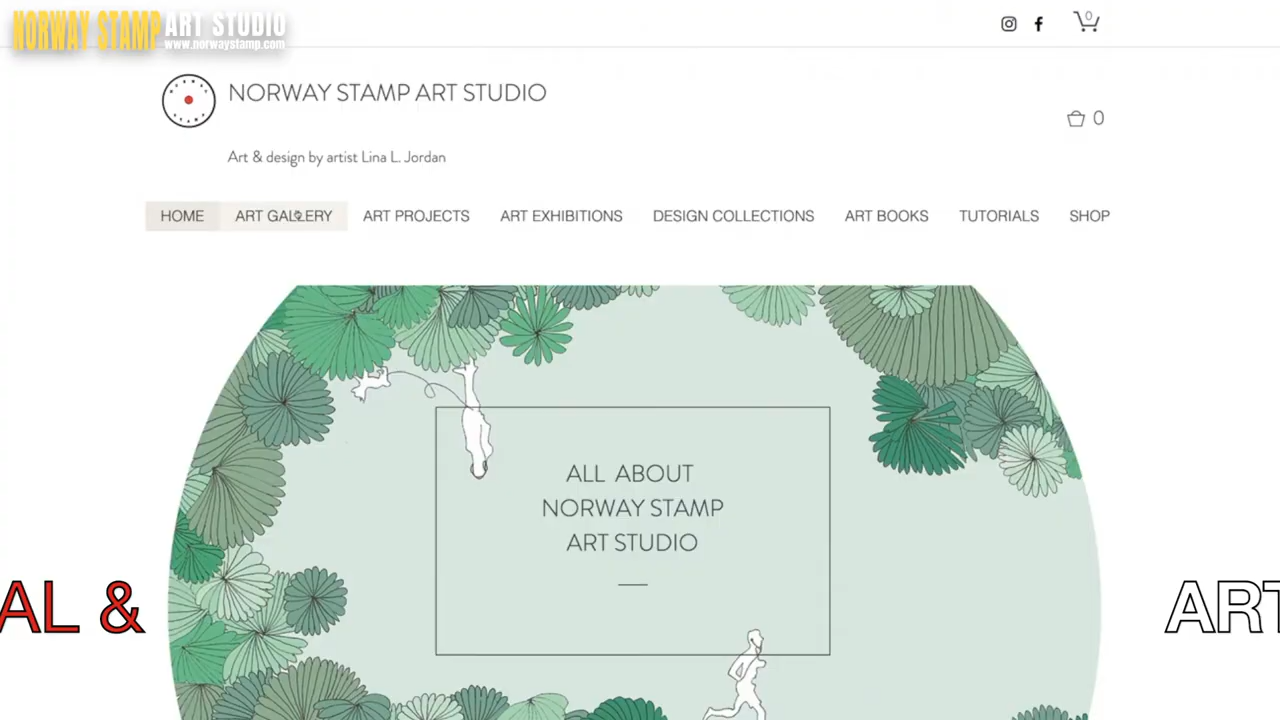 NORWAY STAMP ART STUDIO
www.norwaystamp.com
0
NORWAY STAMP ART STUDIO
0
Art & design by artist Lina L. Jordan
HOME ART GALLERY ART PROJECTS ART EXHIBITIONS DESIGN COLLECTIONS ART BOOKS TUTORIALS SHOP
ALL ABOUT
NORWAY STAMP
ART STUDIO
AL &
ART